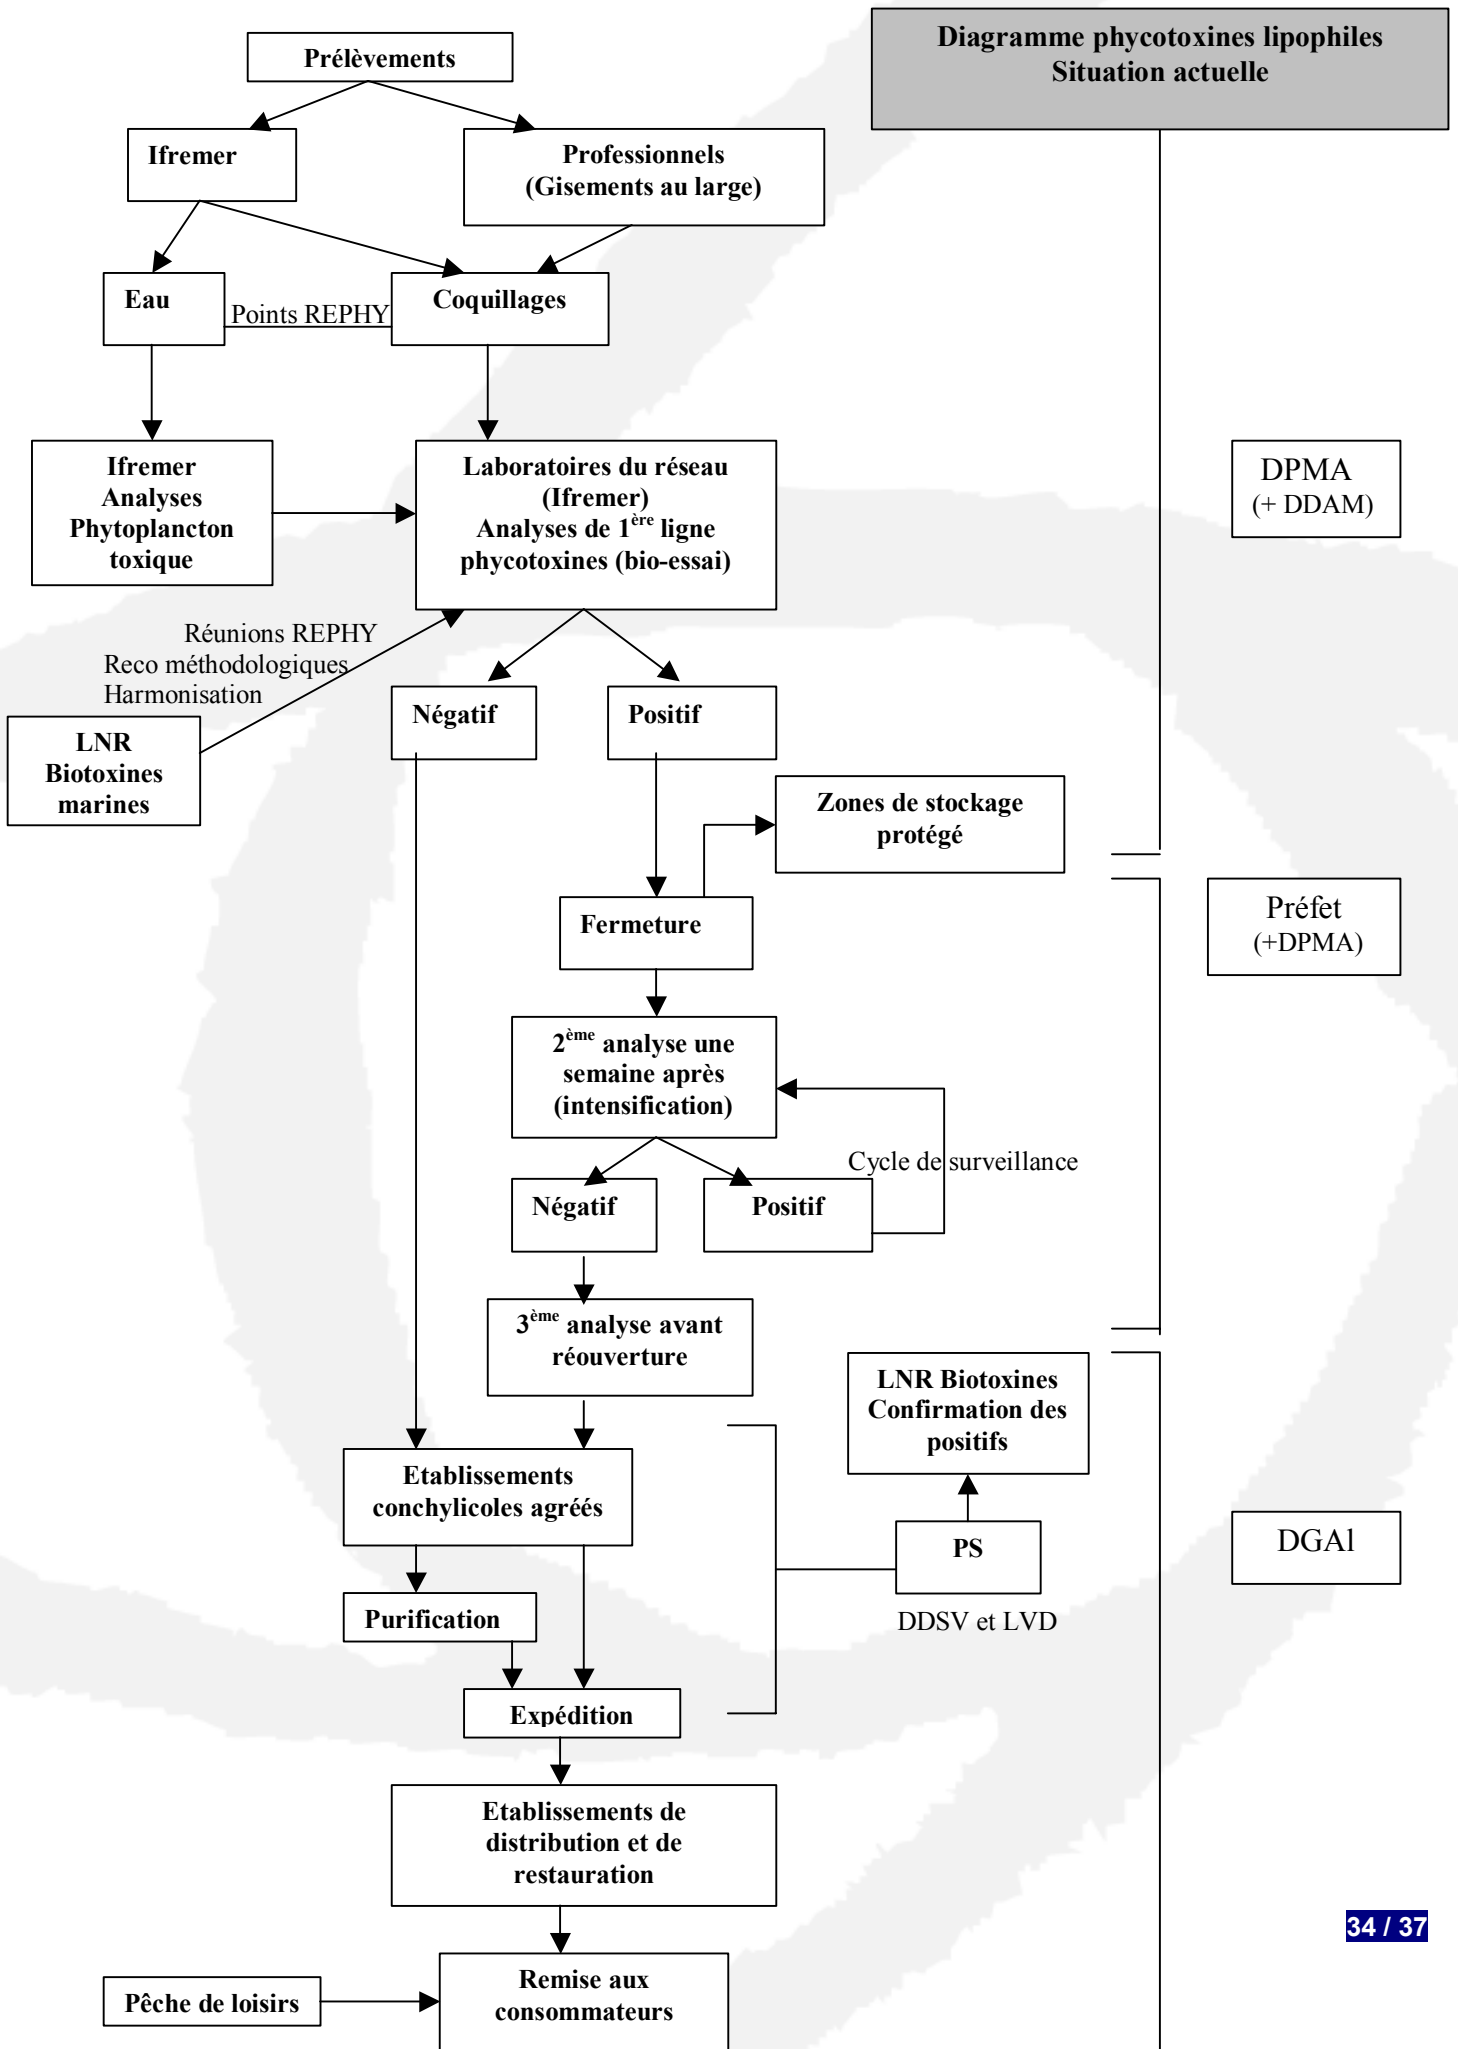 Diagramme phycotoxines lipophiles
Situation actuelle
Prélèvements
Ifremer
Professionnels
(Gisements au large)
Eau
Points REPHY
Coquillages
Ifremer
Analyses
Phytoplancton
toxique
Laboratoires du réseau
(Ifremer)
Analyses de 1ère ligne
phycotoxines (bio-essai)
DPMA
(+ DDAM)
Réunions REPHY
Reco méthodologiques
Harmonisation
LNR
Biotoxines
marines
Négatif
Positif
Zones de stockage
protégé
Fermeture
Préfet
(+DPMA)
2ème analyse une
semaine après
(intensification)
Cycle de surveillance
Négatif
Positif
3ème analyse avant
réouverture
LNR Biotoxines
Confirmation des
positifs
Etablissements
conchylicoles agréés
PS
DDSV et LVD
DGAl
Purification
Expédition
Etablissements de
distribution et de
restauration
34 / 37
Pêche de loisirs
Remise aux
consommateurs